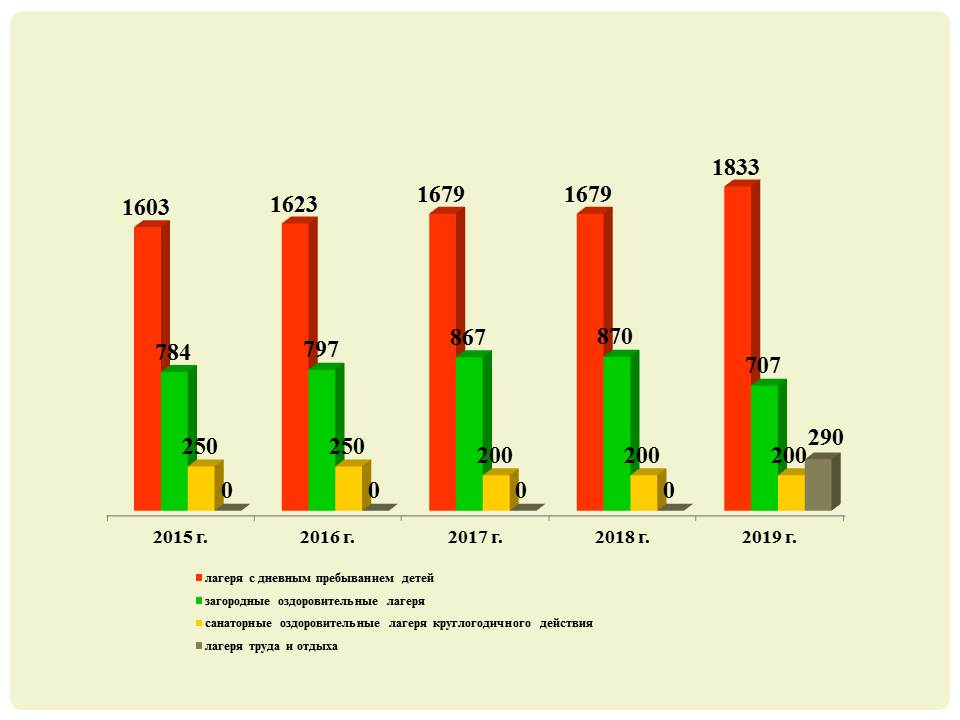 1833
1679
1679
1623
1603
870
867
797
784
707
290
250
250
200
200
200
0
0
0
0
2015 г.
2016 г.
2017 г.
2018 г.
2019 г.
лагеря с дневным пребыванием детей
загородные оздоровительные лагеря
санаторные оздоровительные лагеря круглогодичного действия
лагеря труда и отдыха